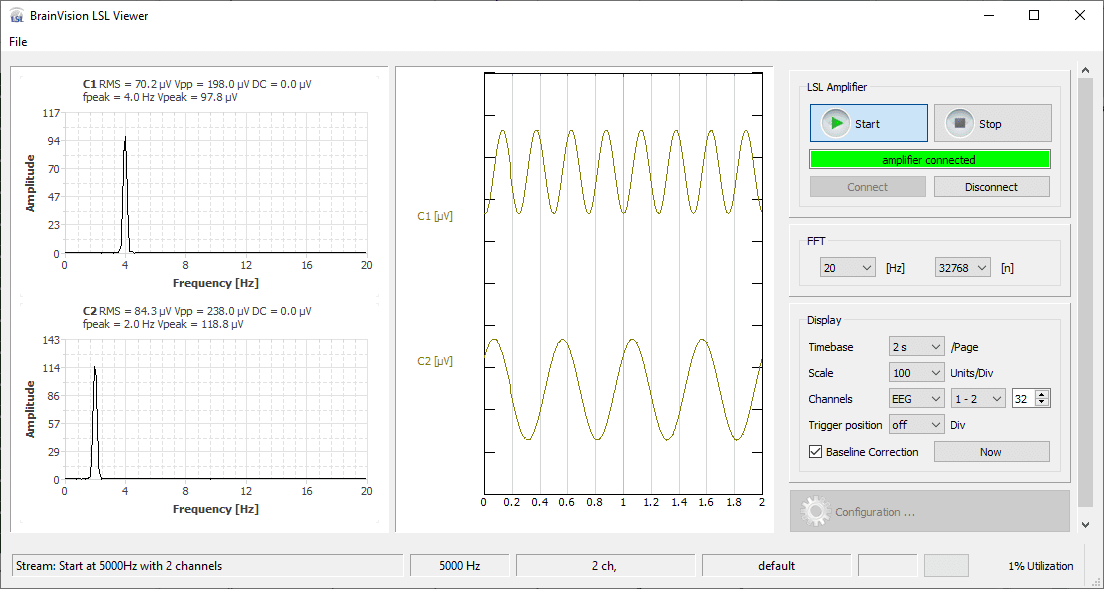 LSL BrainVision LSL Viewer
File
C1 RMS = 70.2 µV Vpp = 198.0 µV DC = 0.0 µV
fpeak = 4.0 Hz Vpeak = 97.8 µV
117
94
70
47
23
0
Amplitude
0 4 8 12 16 20
Frequency [Hz]
C2 RMS = 84.3 µV Vpp = 238.0 µV DC = 0.0 µV
fpeak = 2.0 Hz Vpeak = 118.8 µV
143
114
86
57
29
0
Amplitude
0 4 8 12 16 20
Frequency [Hz]
C1 [µV]
C2 [µV]
0 0.2 0.4 0.6 0.8 1 1.2 1.4 1.6 1.8 2
LSL Amplifier
Start Stop
amplifier connected
Connect Disconnect
FFT
20 [Hz] 32768 [n]
Display
Timebase 2 s /Page
Scale 100 Units/Div
Channels EEG 1 - 2 32
Trigger position off Div
Baseline Correction Now
Configuration ...
Stream: Start at 5000Hz with 2 channels 5000 Hz 2 ch, default 1% Utilization